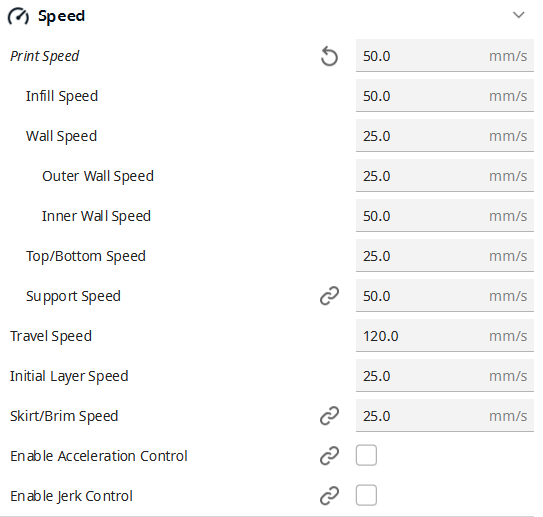 Speed
Print Speed 50.0 mm/s
Infill Speed 50.0 mm/s
Wall Speed 25.0 mm/s
Outer Wall Speed 25.0 mm/s
Inner Wall Speed 50.0 mm/s
Top/Bottom Speed 25.0 mm/s
Support Speed 50.0 mm/s
Travel Speed 120.0 mm/s
Initial Layer Speed 25.0 mm/s
Skirt/Brim Speed 25.0 mm/s
Enable Acceleration Control
Enable Jerk Control